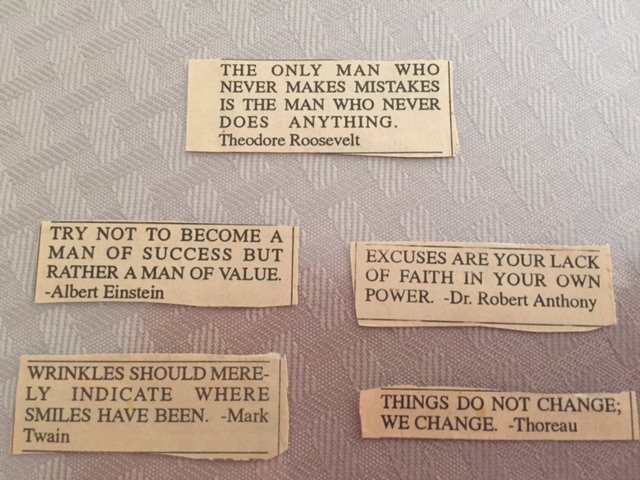 THE ONLY MAN WHO
NEVER MAKES MISTAKES
IS THE MAN WHO NEVER
DOES ANYTHING.
Theodore Roosevelt
TRY NOT TO BECOME A
MAN OF SUCCESS BUT
RATHER A MAN OF VALUE.
-Albert Einstein
EXCUSES ARE YOUR LACK
OF FAITH IN YOUR OWN
POWER. -Dr. Robert Anthony
WRINKLES SHOULD MERE-
LY INDICATE WHERE
SMILES HAVE BEEN. -Mark
Twain
THINGS DO NOT CHANGE;
WE CHANGE. -Thoreau